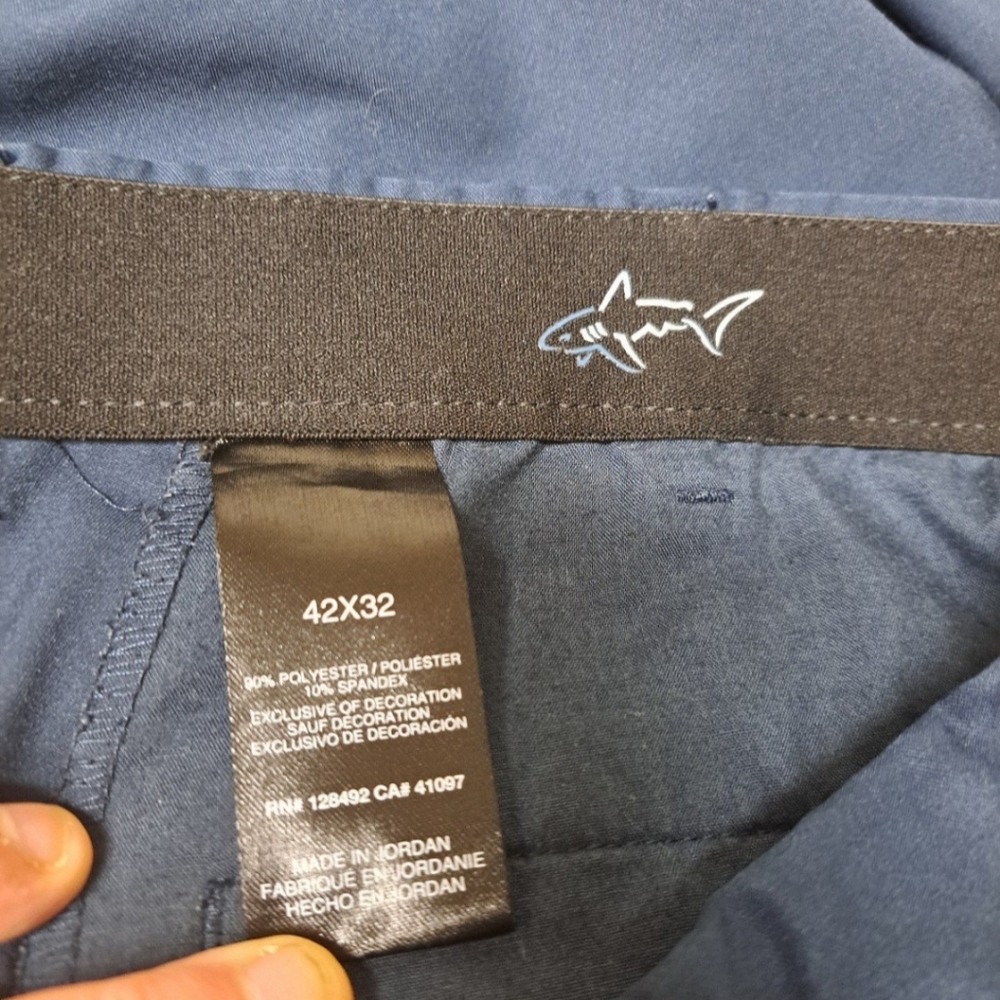 42X32
90% POLYESTER / POLIÉSTER
10% SPANDEX
EXCLUSIVE OF DECORATION
SAUF DÉCORATION
EXCLUSIVO DE DECORACIÓN
RN# 128492 CA# 41097
MADE IN JORDAN
FABRIQUÉ EN JORDANIE
HECHO EN JORDAN